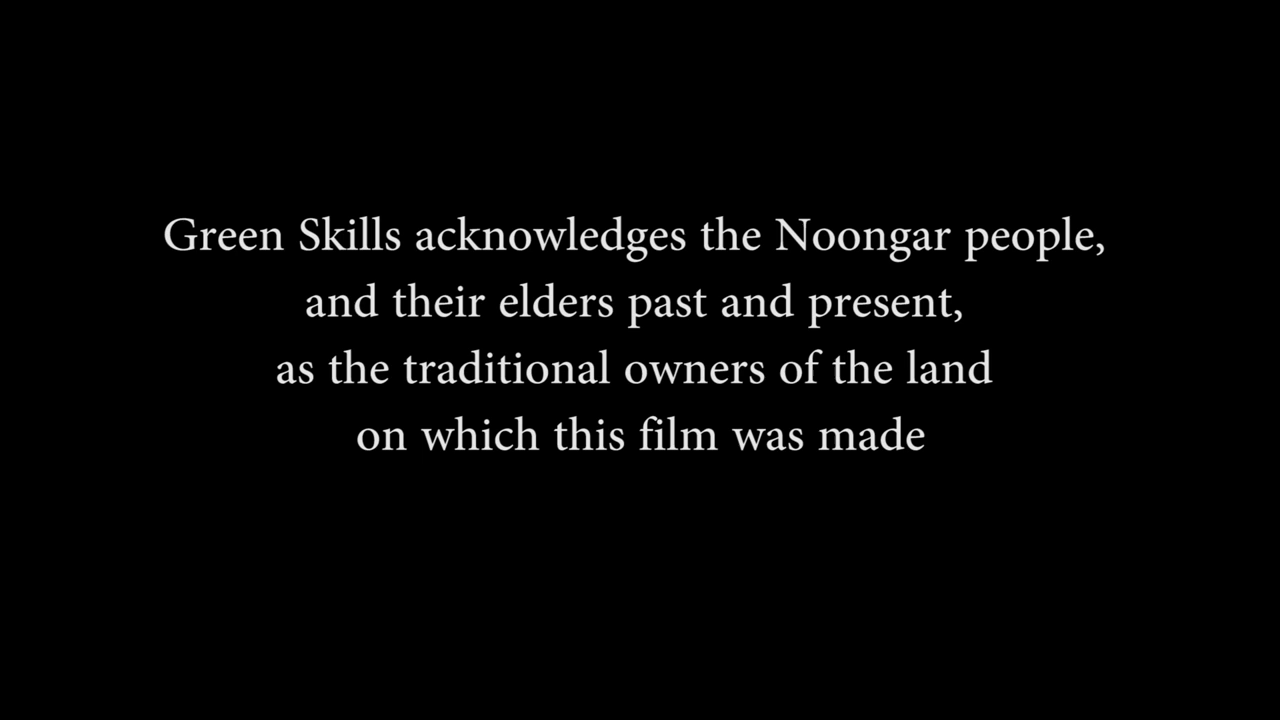 Green Skills acknowledges the Noongar people,
and their elders past and present,
as the traditional owners of the land
on which this film was made